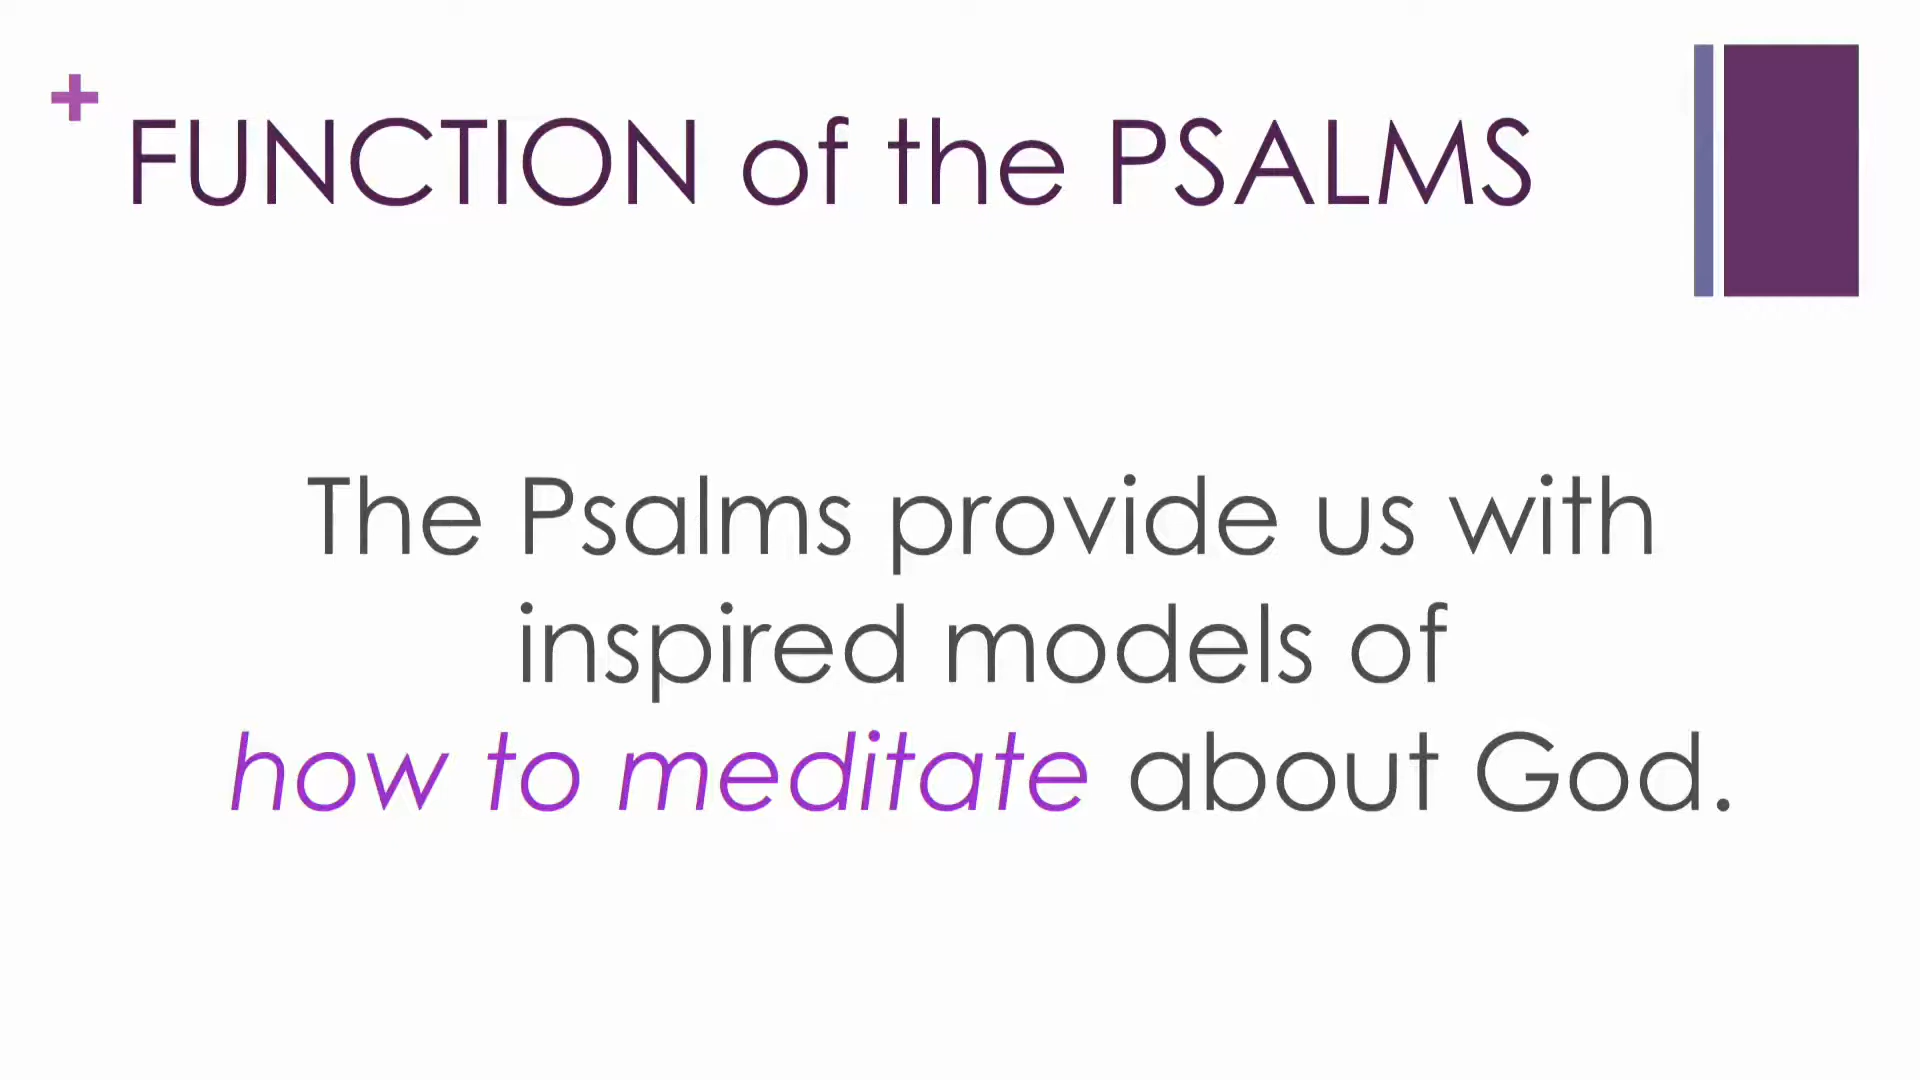 +
FUNCTION of the PSALMS
The Psalms provide us with
inspired models of
how to meditate about God.